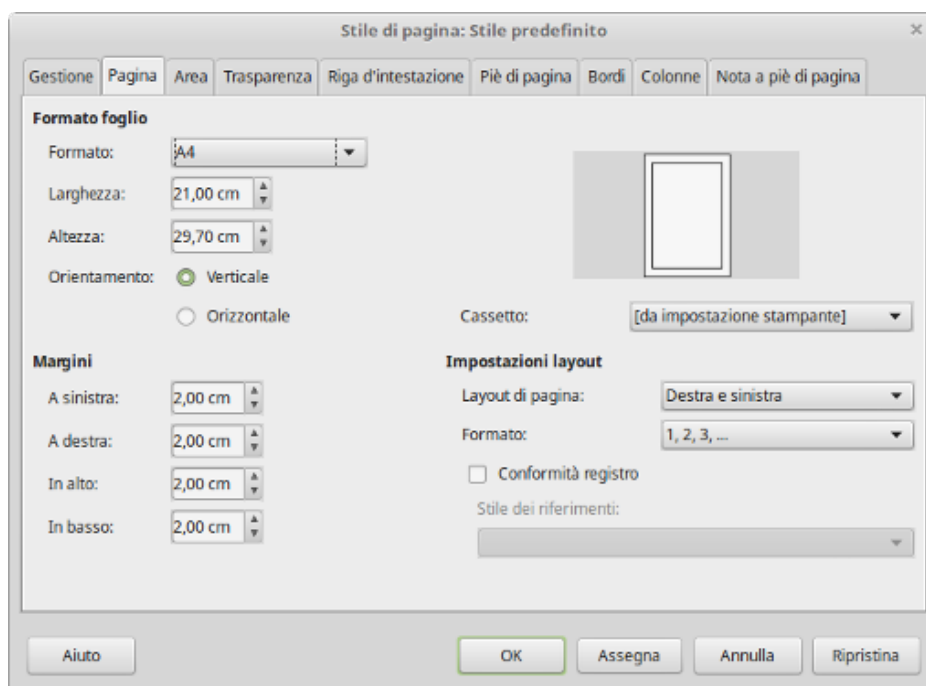 Stile di pagina: Stile predefinito
Gestione Pagina Area Trasparenza Riga d'intestazione Piè di pagina Bordi Colonne Nota a piè di pagina
Formato foglio
Formato: A4
Larghezza: 21,00 cm
Altezza: 29,70 cm
Orientamento: Verticale
Orizzontale
Cassetto: [da impostazione stampante]
Margini
A sinistra: 2,00 cm
A destra: 2,00 cm
In alto: 2,00 cm
In basso: 2,00 cm
Impostazioni layout
Layout di pagina: Destra e sinistra
Formato: 1, 2, 3, ...
Conformità registro
Stile dei riferimenti:
Aiuto OK Assegna Annulla Ripristina